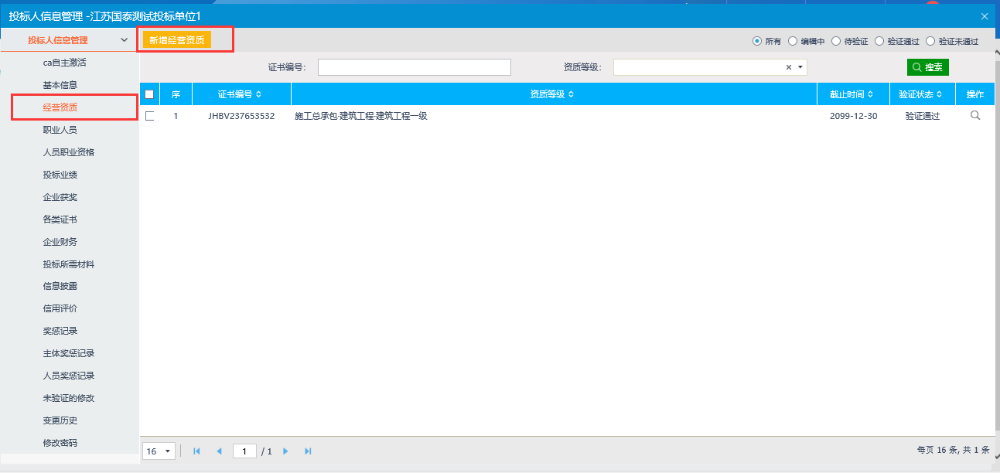 投标人信息管理 -江苏国泰测试投标单位1
投标人信息管理
ca自主激活
基本信息
经营资质
职业人员
人员职业资格
投标业绩
企业获奖
各类证书
企业财务
投标所需材料
信息披露
信用评价
奖惩记录
主体奖惩记录
人员奖惩记录
未验证的修改
变更历史
修改密码
新增经营资质
所有 编辑中 待验证 验证通过 验证未通过
证书编号： 资质等级： 搜索
序 证书编号 资质等级 截止时间 验证状态 操作
1 JHBV237653532 施工总承包·建筑工程·建筑工程一级 2099-12-30 验证通过
16 1 / 1 每页 16 条, 共 1 条